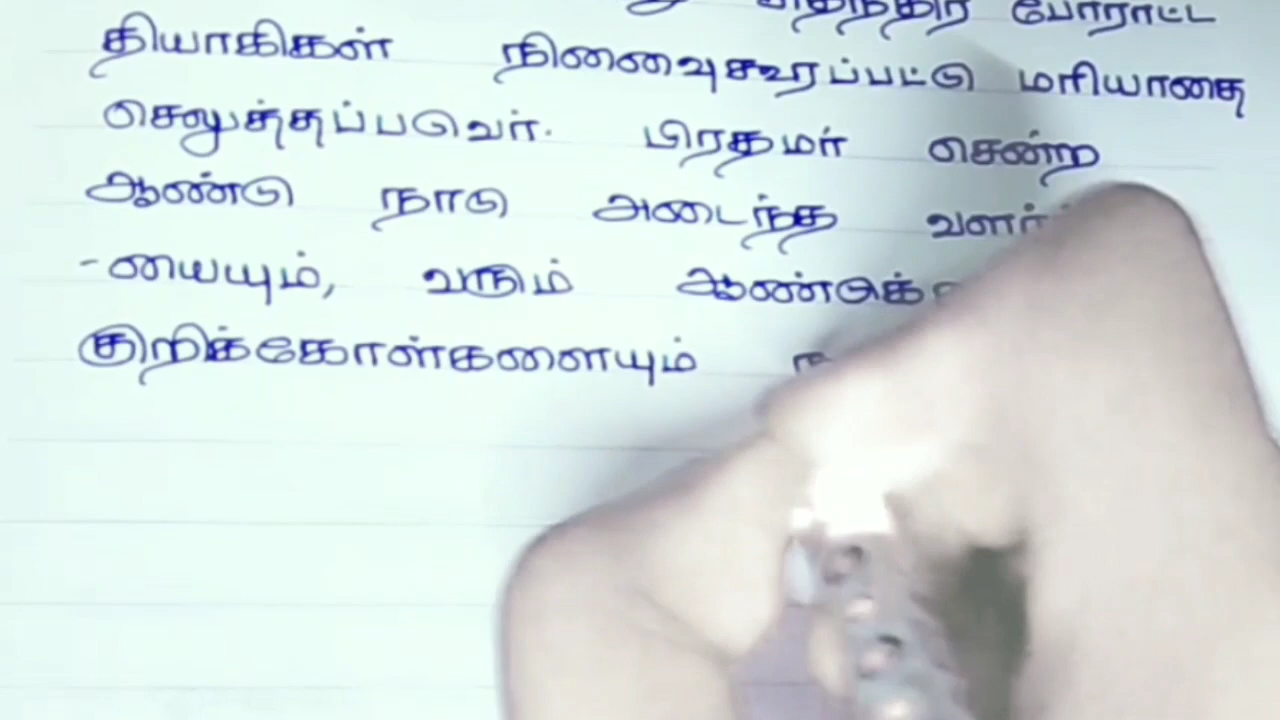 போராட்ட
தியாகிகள் நினைவுகூரப்பட்டு மரியாதை
செலுத்தப்படுவர். பிரதமர் சென்ற
ஆண்டு நாடு அடைந்த
-யையும், வரும்
குறிக்கோள்களையும்